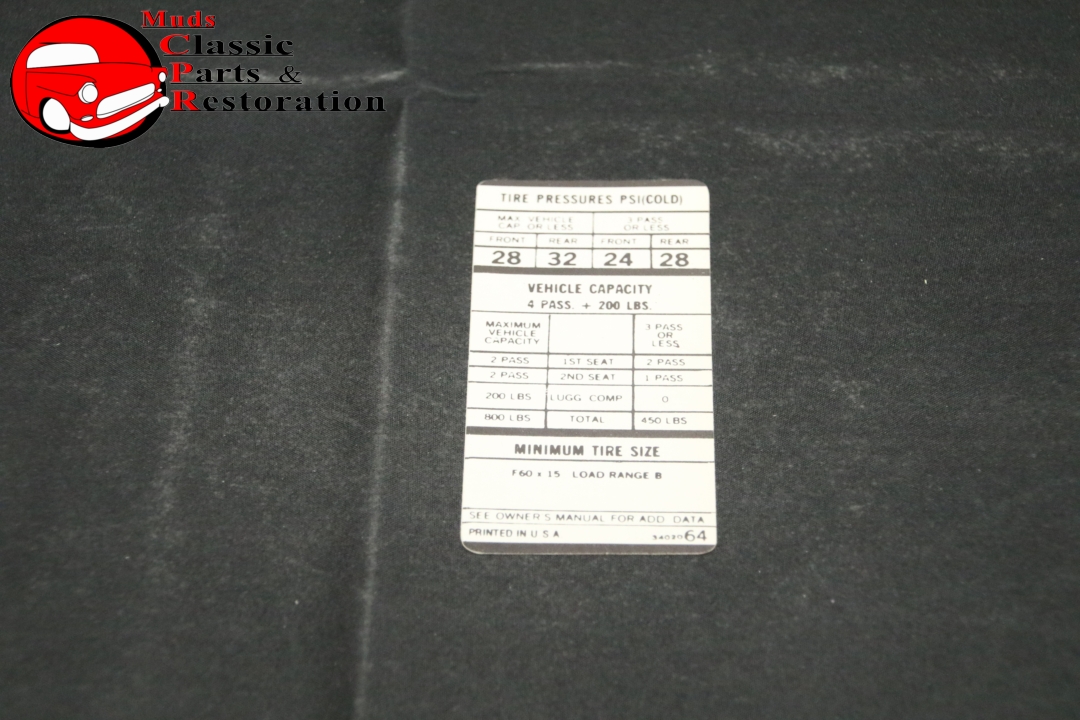 Muds
Classic
Parts &
Restoration
TIRE PRESSURES PSI(COLD)
MAX. VEHICLE CAP. OR LESS 3 PASS OR LESS
FRONT REAR FRONT REAR
28 32 24 28
VEHICLE CAPACITY
4 PASS. + 200 LBS.
MAXIMUM VEHICLE CAPACITY 3 PASS OR LESS
2 PASS 1ST SEAT 2 PASS
2 PASS 2ND SEAT 1 PASS
200 LBS LUGG COMP 0
800 LBS TOTAL 450 LBS
MINIMUM TIRE SIZE
F60 x 15 LOAD RANGE B
SEE OWNER'S MANUAL FOR ADD. DATA
PRINTED IN U S A 64